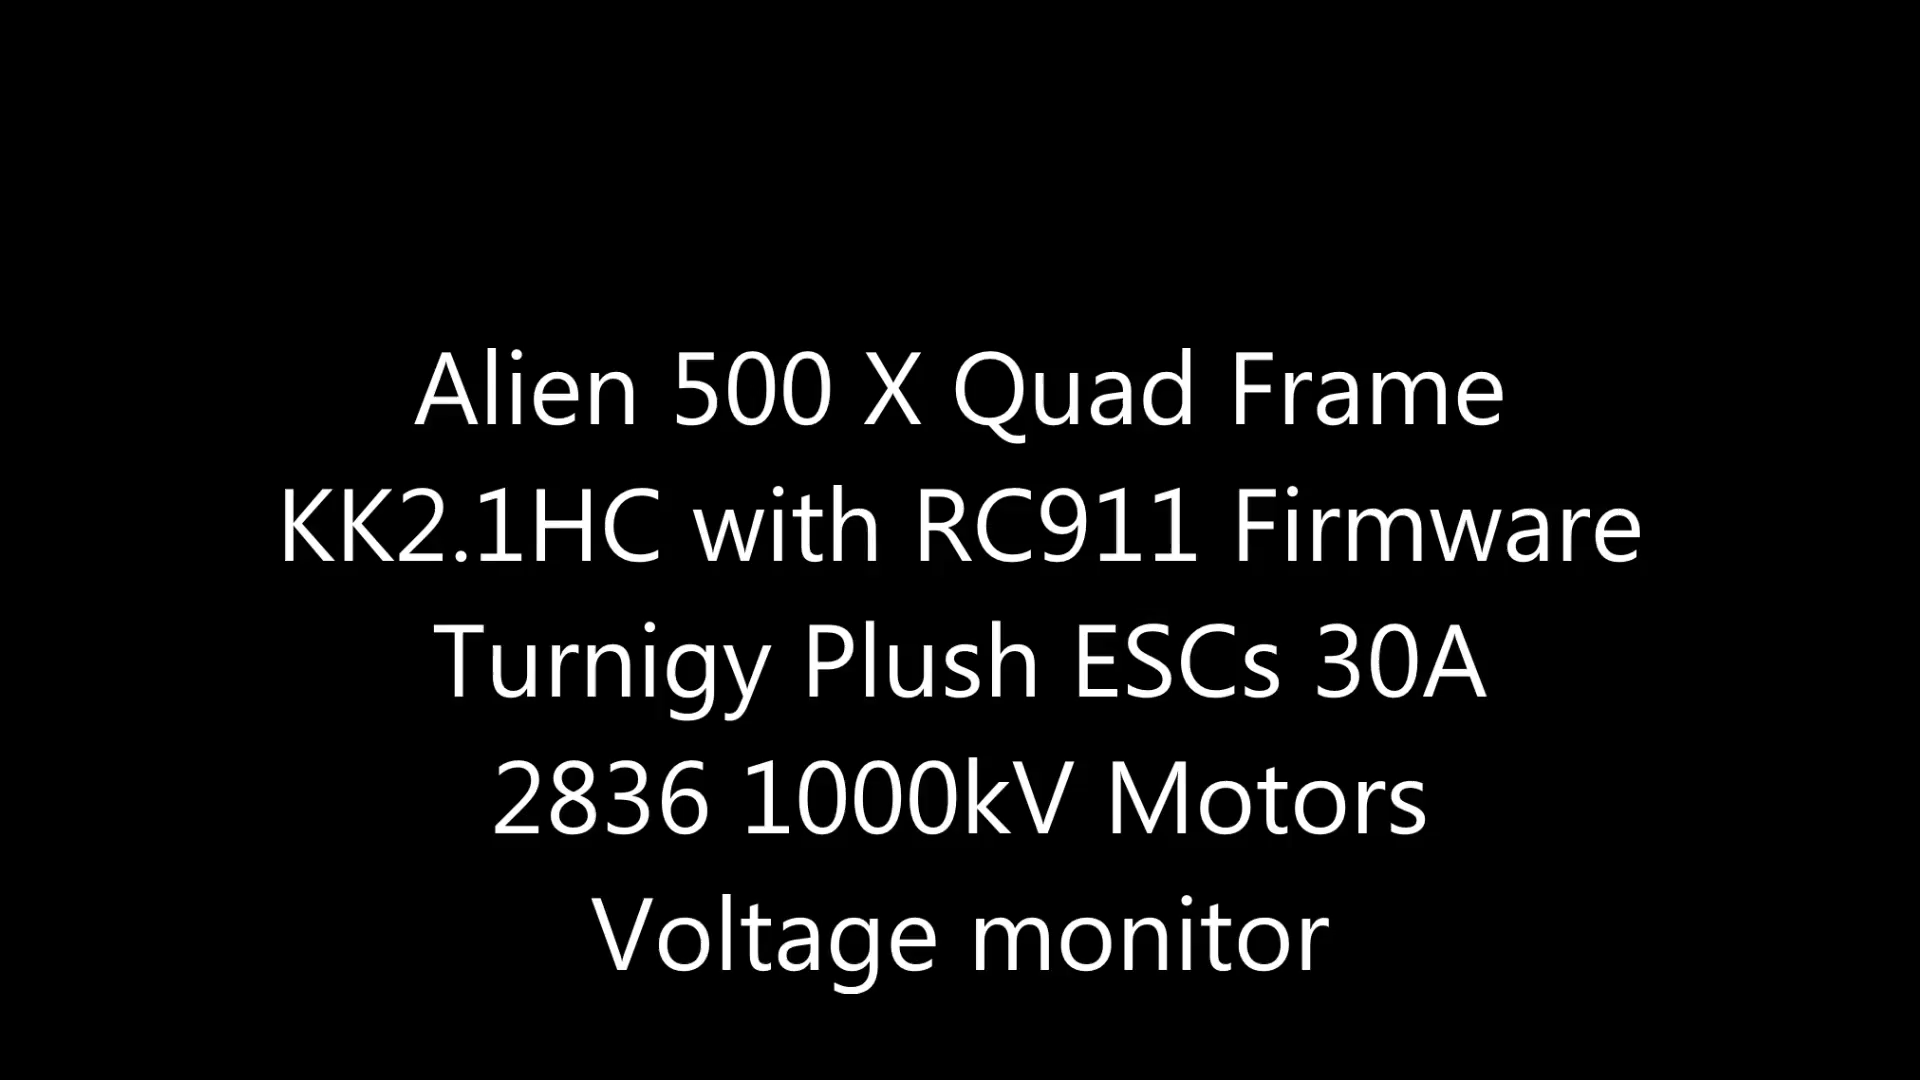 Alien 500 X Quad Frame
KK2.1HC with RC911 Firmware
Turnigy Plush ESCs 30A
2836 1000kV Motors
Voltage monitor